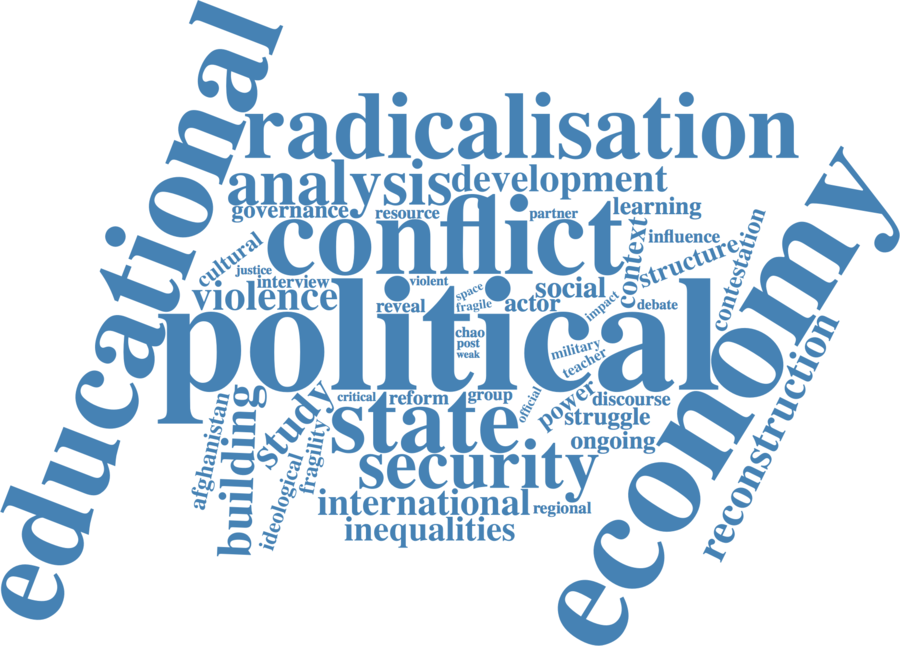 educational
radicalisation
analysis
development
governance
resource
partner
learning
conflict
context
influence
structure
contestation
economy
cultural
justice
interview
violent
space
fragile
social
violence
reveal
actor
impact
debate
political
chao
post
weak
military
teacher
critical
reform
group
official
power
discourse
struggle
ongoing
state
study
building
afghanistan
ideological
fragility
security
international
regional
inequalities
reconstruction